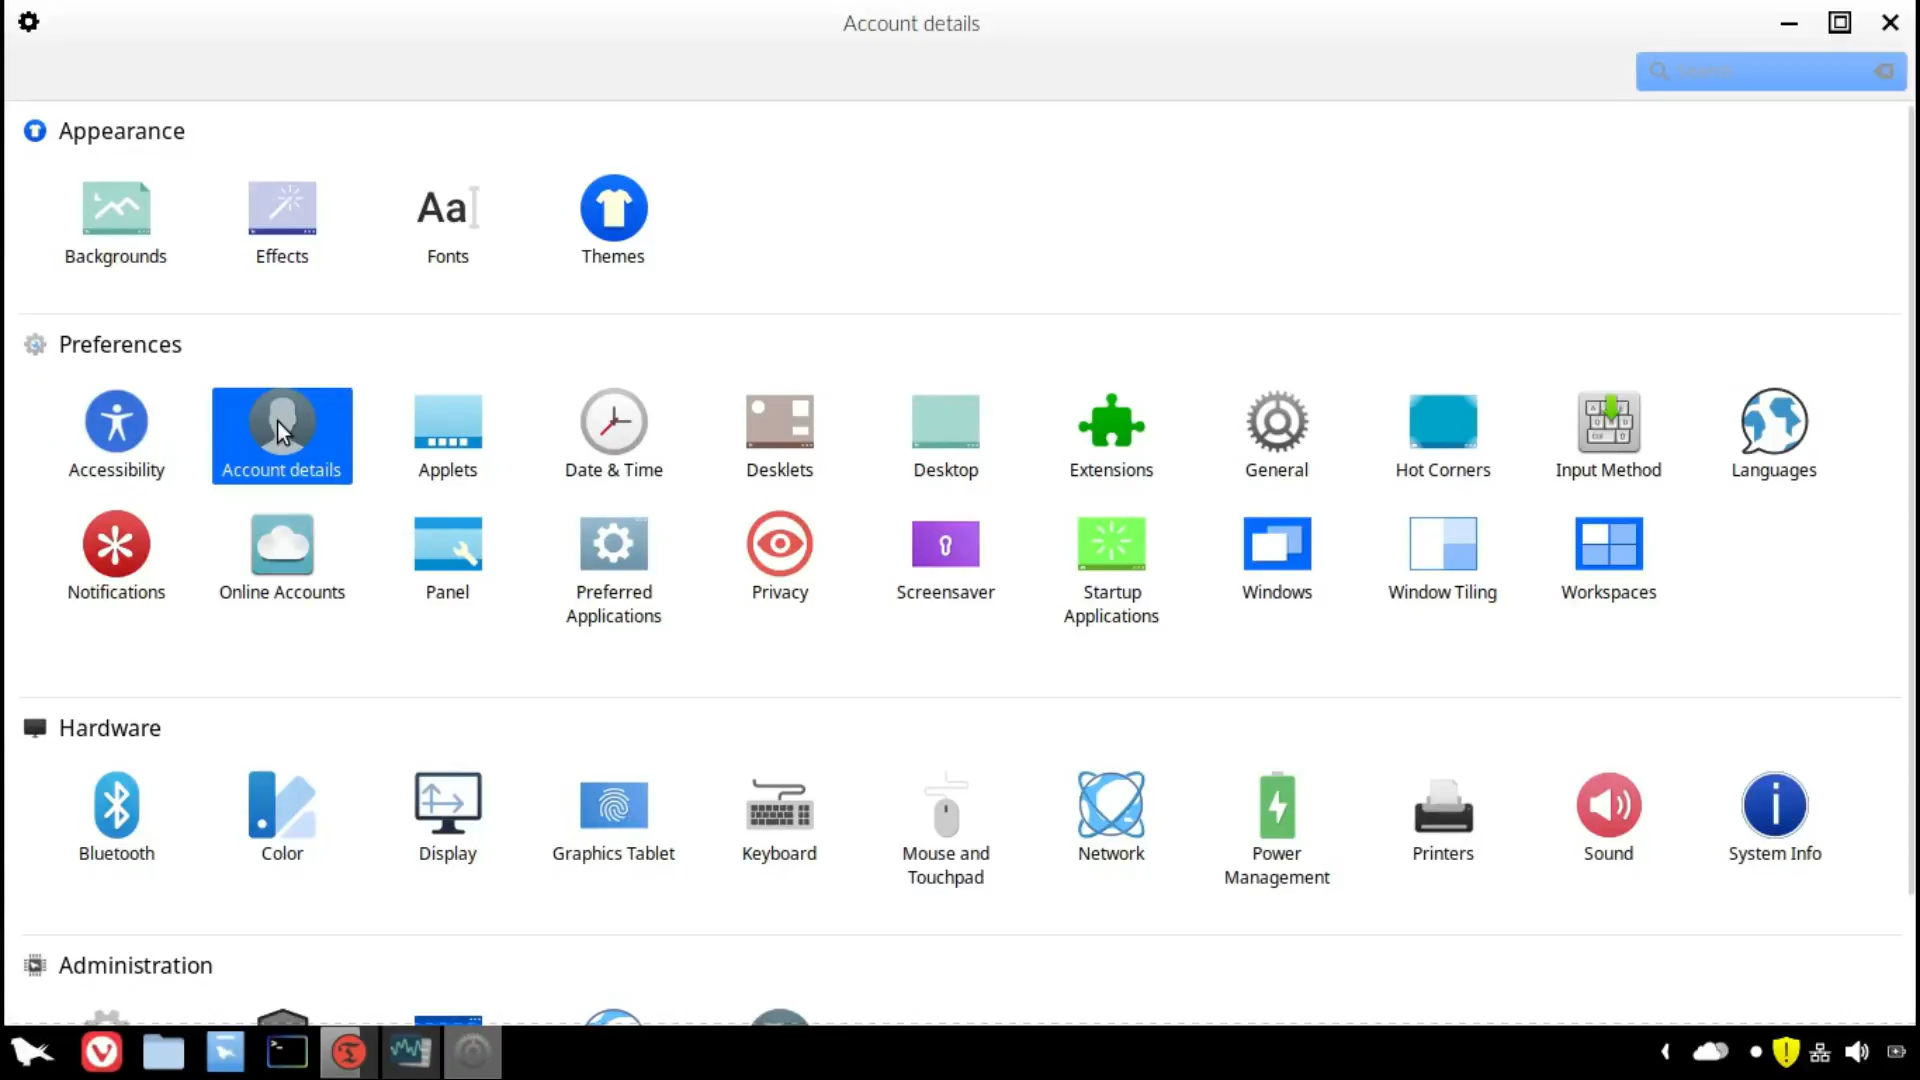 Account details
Search
Appearance
Backgrounds
Effects
Aa
Fonts
Themes
Preferences
Accessibility
Account details
Applets
Date & Time
Desklets
Desktop
Extensions
General
Hot Corners
Input Method
Languages
Notifications
Online Accounts
Panel
Preferred
Applications
Privacy
Screensaver
Startup
Applications
Windows
Window Tiling
Workspaces
Hardware
Bluetooth
Color
Display
Graphics Tablet
Keyboard
Mouse and
Touchpad
Network
Power
Management
Printers
Sound
System Info
Administration